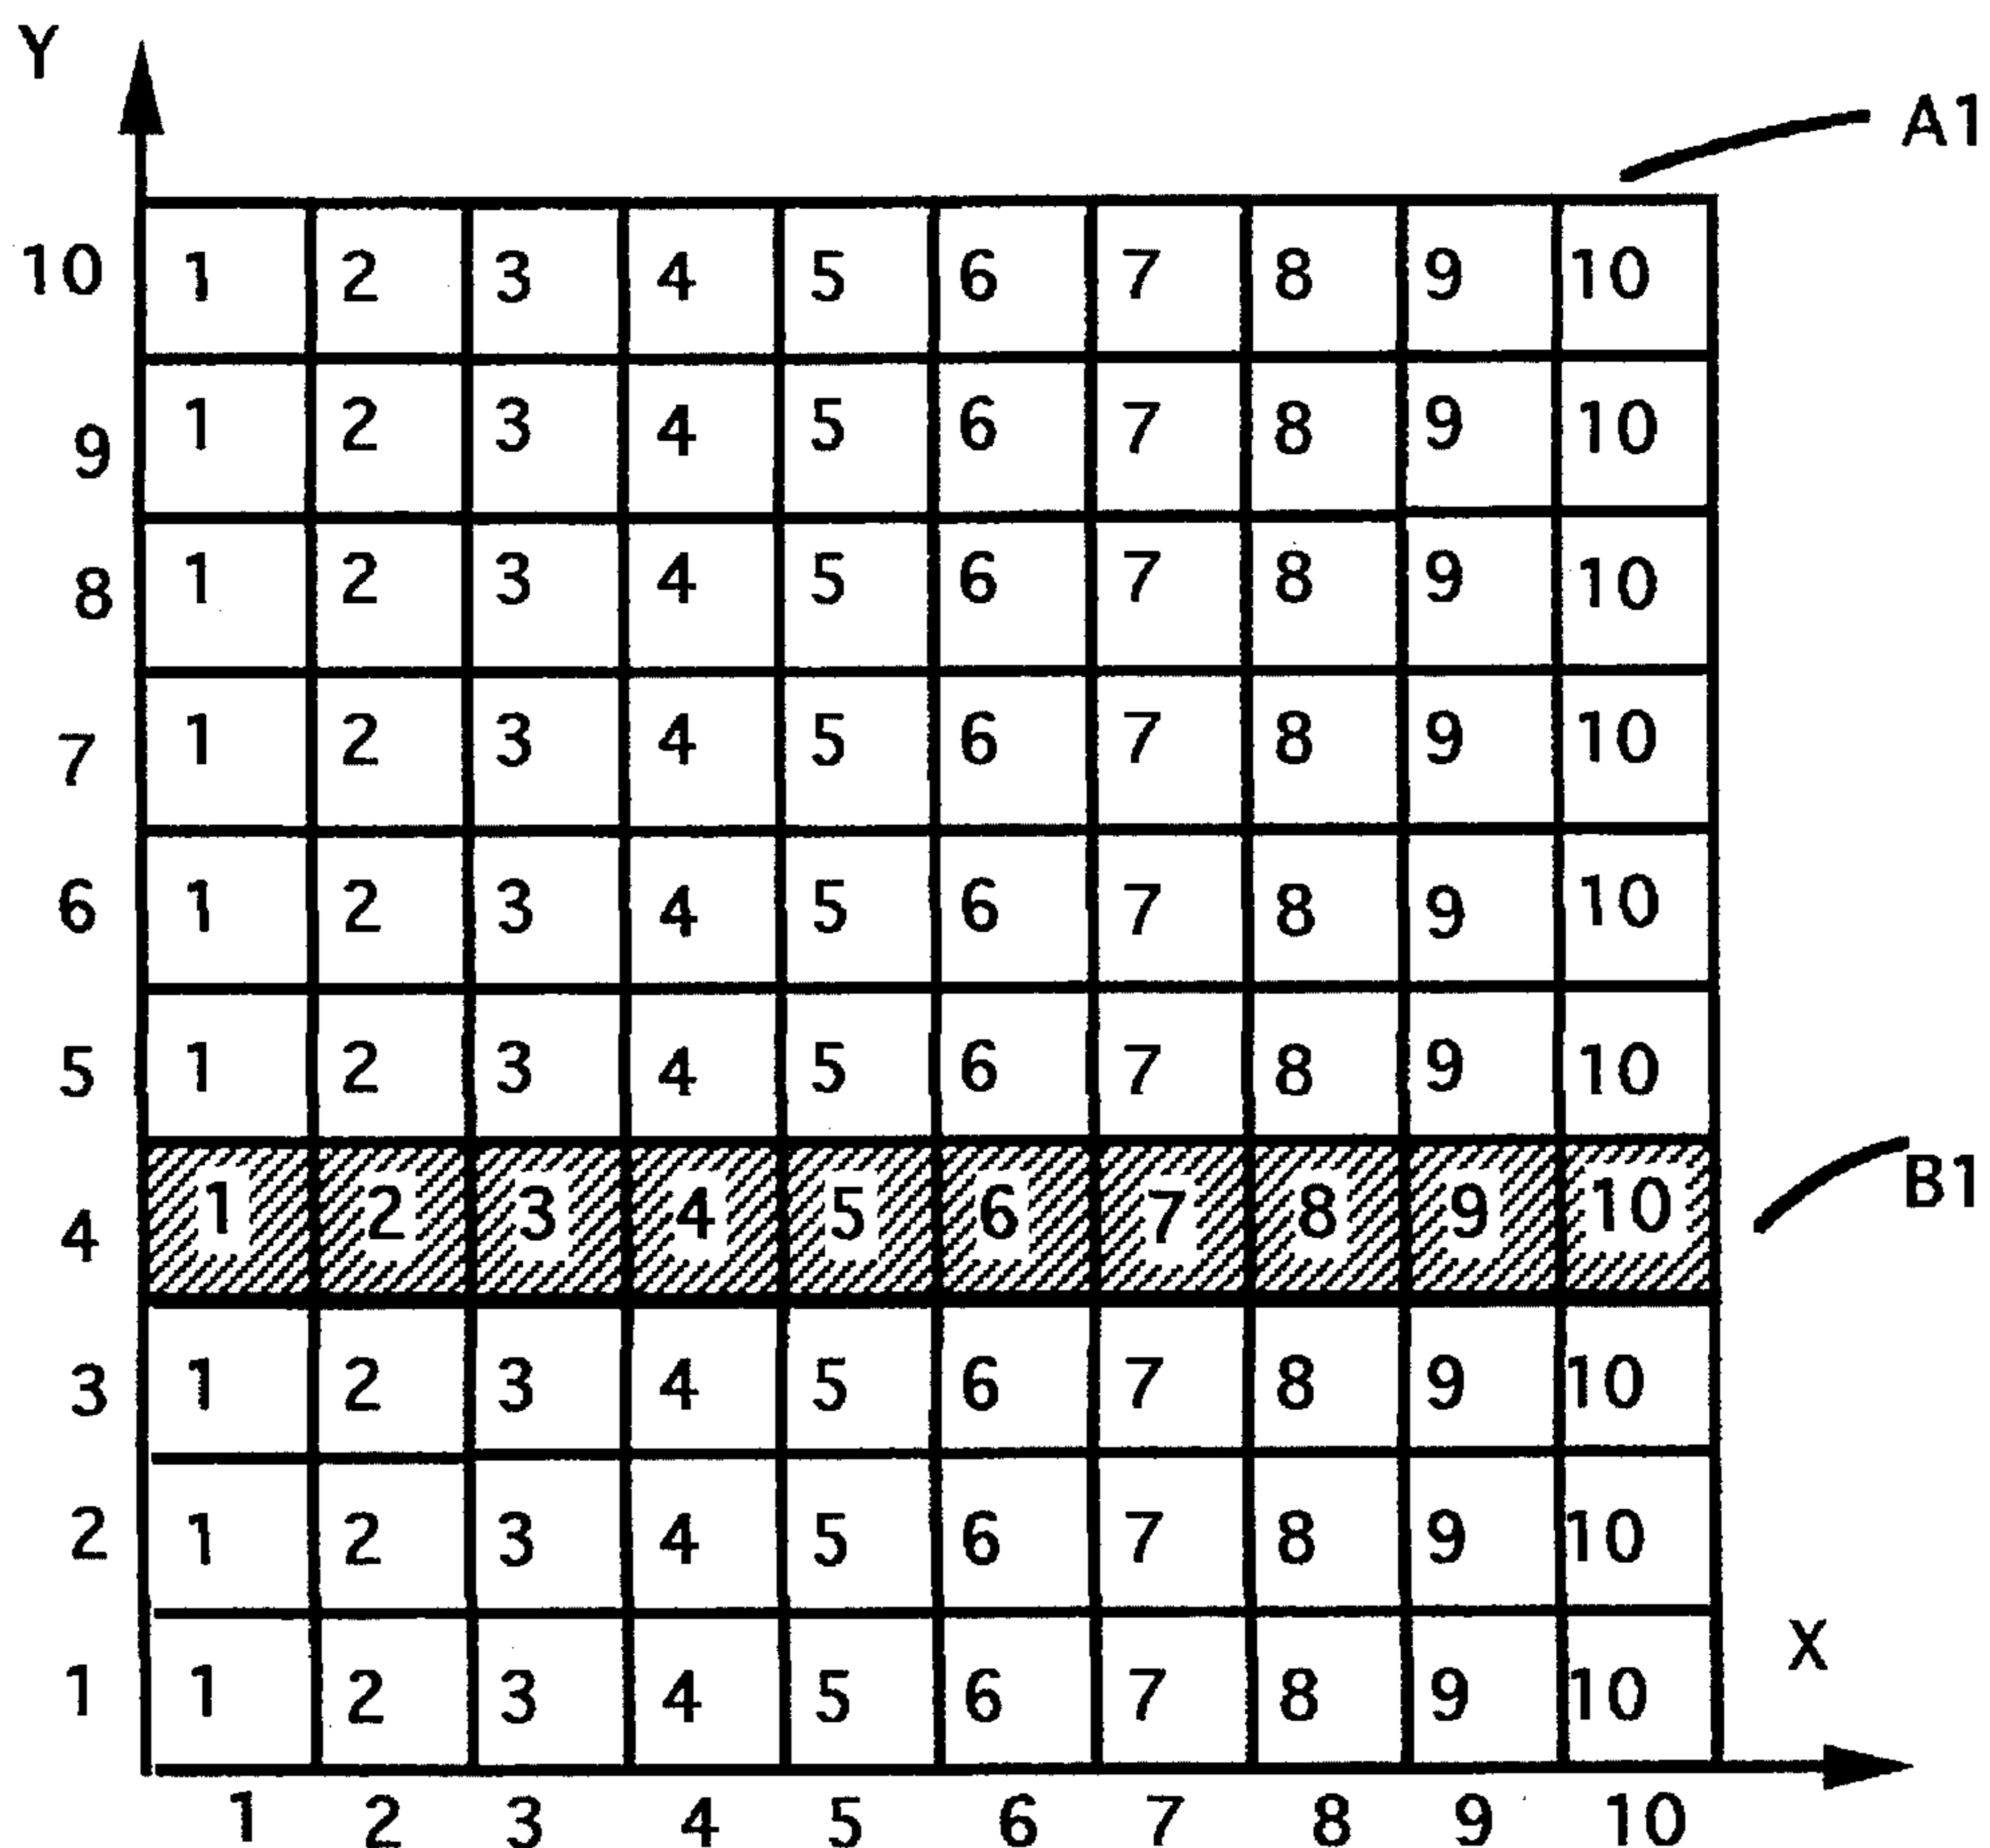 Y
A1
10 1 2 3 4 5 6 7 8 9 10
9 1 2 3 4 5 6 7 8 9 10
8 1 2 3 4 5 6 7 8 9 10
7 1 2 3 4 5 6 7 8 9 10
6 1 2 3 4 5 6 7 8 9 10
5 1 2 3 4 5 6 7 8 9 10
4 1 2 3 4 5 6 7 8 9 10 B1
3 1 2 3 4 5 6 7 8 9 10
2 1 2 3 4 5 6 7 8 9 10
1 1 2 3 4 5 6 7 8 9 10 X
1 2 3 4 5 6 7 8 9 10